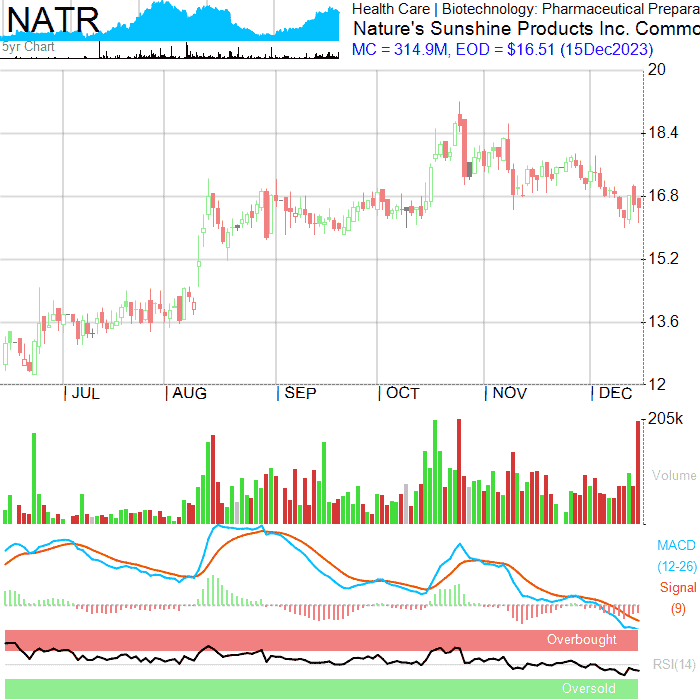 NATR
5yr Chart
Health Care | Biotechnology: Pharmaceutical Prepara
Nature's Sunshine Products Inc. Commo
MC = 314.9M, EOD = $16.51 (15Dec2023)
20
18.4
16.8
15.2
13.6
12
| JUL | AUG | SEP | OCT | NOV | DEC
205k
Volume
MACD
(12-26)
Signal
(9)
Overbought
RSI(14)
Oversold